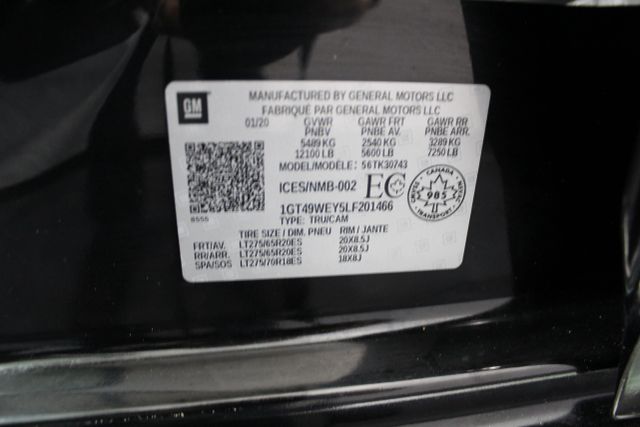 GM
MANUFACTURED BY GENERAL MOTORS LLC
FABRIQUÉ PAR GENERAL MOTORS LLC
01/20 GVWR GAWR FRT GAWR RR
PNBV PNBE AV. PNBE ARR.
5489 KG 2540 KG 3289 KG
12100 LB 5600 LB 7250 LB
MODEL/MODÈLE: 56TK30743
ICES/NMB-002 EC
CANADA
985
1GT49WEY5LF201466
TYPE: TRU/CAM
TIRE SIZE / DIM. PNEU RIM / JANTE
FRT/AV. LT275/65R20ES 20X8.5J
RR/ARR. LT275/65R20ES 20X8.5J
SPA/SOS LT275/70R18ES 18X8J